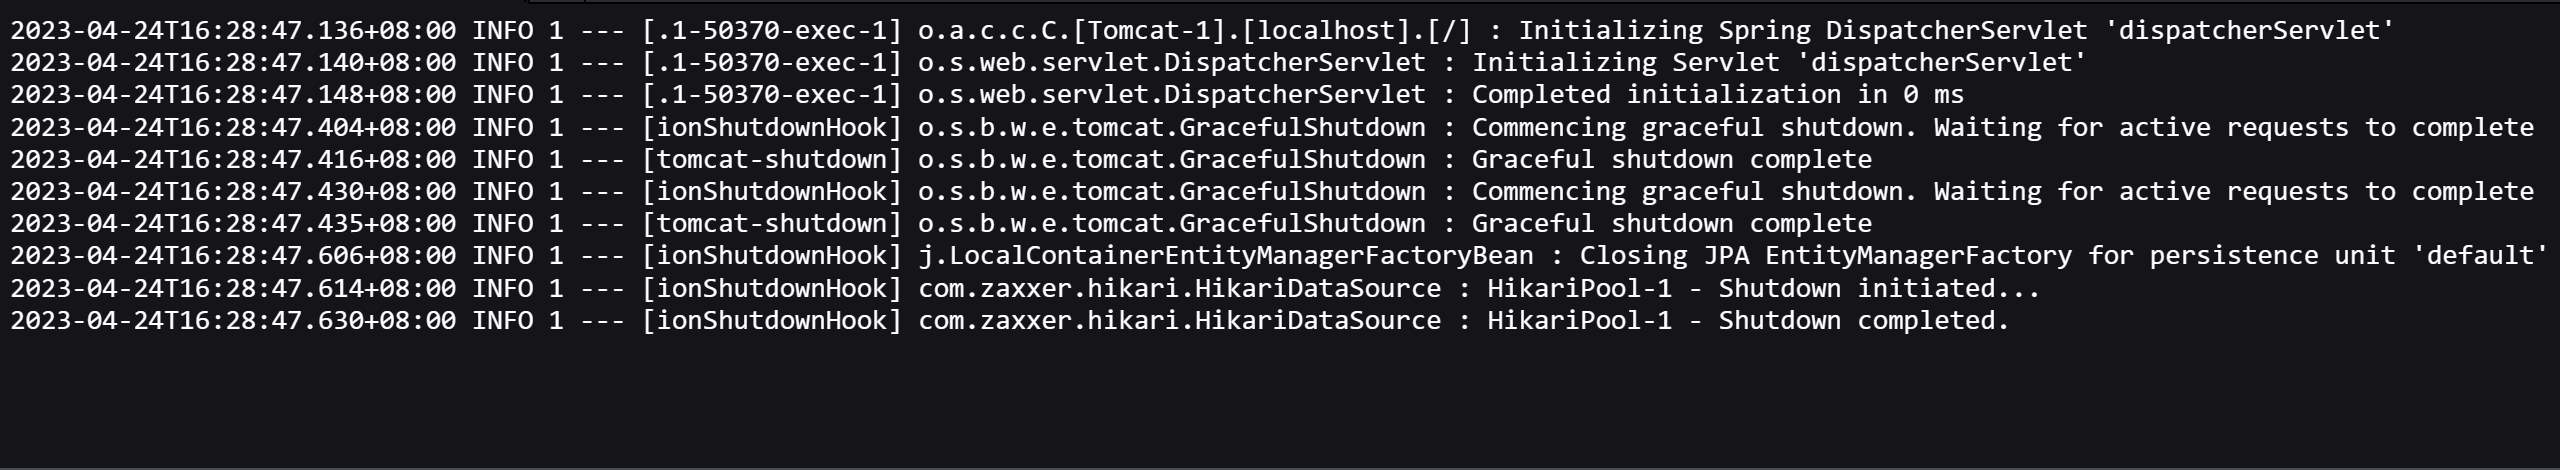 2023-04-24T16:28:47.136+08:00 INFO 1 --- [.1-50370-exec-1] o.a.c.c.C.[Tomcat-1].[localhost].[/] : Initializing Spring DispatcherServlet 'dispatcherServlet'
2023-04-24T16:28:47.140+08:00 INFO 1 --- [.1-50370-exec-1] o.s.web.servlet.DispatcherServlet : Initializing Servlet 'dispatcherServlet'
2023-04-24T16:28:47.148+08:00 INFO 1 --- [.1-50370-exec-1] o.s.web.servlet.DispatcherServlet : Completed initialization in 0 ms
2023-04-24T16:28:47.404+08:00 INFO 1 --- [ionShutdownHook] o.s.b.w.e.tomcat.GracefulShutdown : Commencing graceful shutdown. Waiting for active requests to complete
2023-04-24T16:28:47.416+08:00 INFO 1 --- [tomcat-shutdown] o.s.b.w.e.tomcat.GracefulShutdown : Graceful shutdown complete
2023-04-24T16:28:47.430+08:00 INFO 1 --- [ionShutdownHook] o.s.b.w.e.tomcat.GracefulShutdown : Commencing graceful shutdown. Waiting for active requests to complete
2023-04-24T16:28:47.435+08:00 INFO 1 --- [tomcat-shutdown] o.s.b.w.e.tomcat.GracefulShutdown : Graceful shutdown complete
2023-04-24T16:28:47.606+08:00 INFO 1 --- [ionShutdownHook] j.LocalContainerEntityManagerFactoryBean : Closing JPA EntityManagerFactory for persistence unit 'default'
2023-04-24T16:28:47.614+08:00 INFO 1 --- [ionShutdownHook] com.zaxxer.hikari.HikariDataSource : HikariPool-1 - Shutdown initiated...
2023-04-24T16:28:47.630+08:00 INFO 1 --- [ionShutdownHook] com.zaxxer.hikari.HikariDataSource : HikariPool-1 - Shutdown completed.